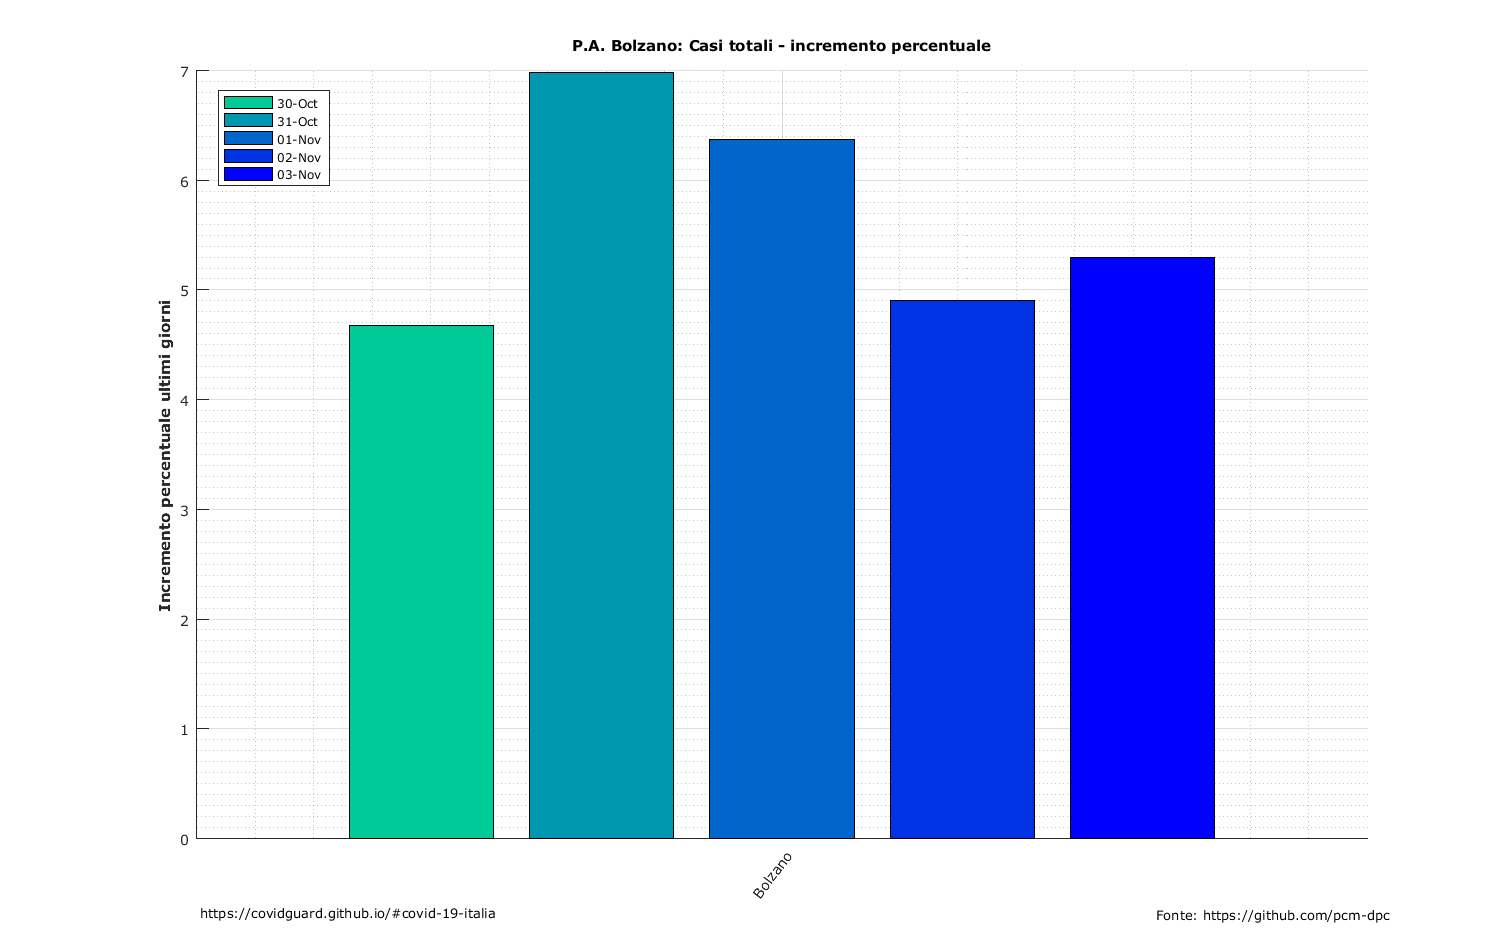 P.A. Bolzano: Casi totali - incremento percentuale
7
6
5
4
3
2
1
0
Incremento percentuale ultimi giorni
30-Oct
31-Oct
01-Nov
02-Nov
03-Nov
Bolzano
https://covidguard.github.io/#covid-19-italia
Fonte: https://github.com/pcm-dpc